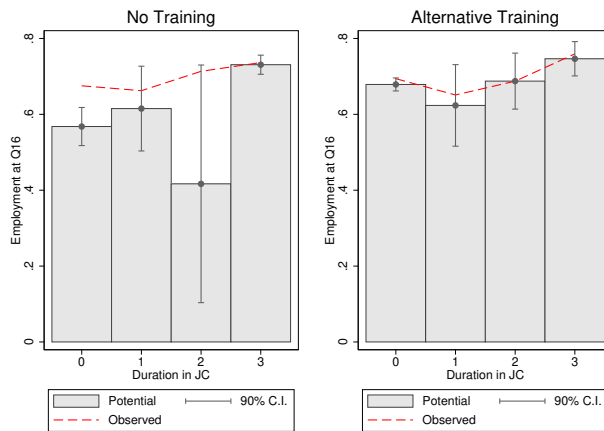 No Training
Alternative Training
Employment at Q16
0 .2 .4 .6 .8
0 1 2 3
Duration in JC
Potential 90% C.I.
Observed
Employment at Q16
0 .2 .4 .6 .8
0 1 2 3
Duration in JC
Potential 90% C.I.
Observed